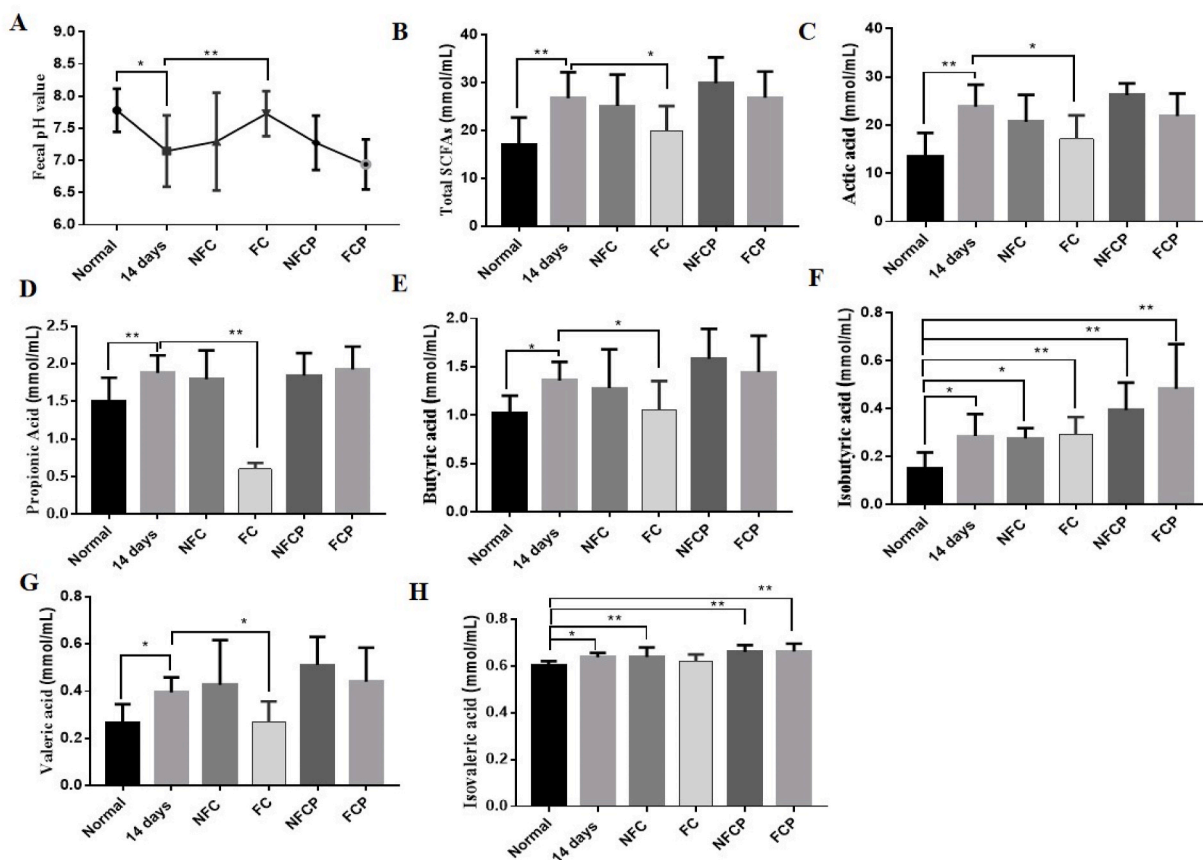 A
Fecal pH value
8.0
7.5
7.0
6.5
6.0
*
**
Normal
14 days
NFC
FC
NFCP
FCP
B
Total SCFAs (mmol/mL)
40
30
20
10
0
**
*
Normal
14 days
NFC
FC
NFCP
FCP
C
Actic acid (mmol/mL)
40
30
20
10
0
**
*
Normal
14 days
NFC
FC
NFCP
FCP
D
Propionic Acid (mmol/mL)
2.5
2.0
1.5
1.0
0.5
0.0
**
**
Normal
14 days
NFC
FC
NFCP
FCP
E
Butyric acid (mmol/mL)
2.0
1.5
1.0
0.5
0.0
*
*
Normal
14 days
NFC
FC
NFCP
FCP
F
Isobutyric acid (mmol/mL)
0.8
0.6
0.4
0.2
0.0
**
**
**
*
*
Normal
14 days
NFC
FC
NFCP
FCP
G
Valeric acid (mmol/mL)
0.8
0.6
0.4
0.2
0.0
*
*
Normal
14 days
NFC
FC
NFCP
FCP
H
Isovaleric acid (mmol/mL)
0.8
0.6
0.4
0.2
0.0
**
**
**
*
Normal
14 days
NFC
FC
NFCP
FCP